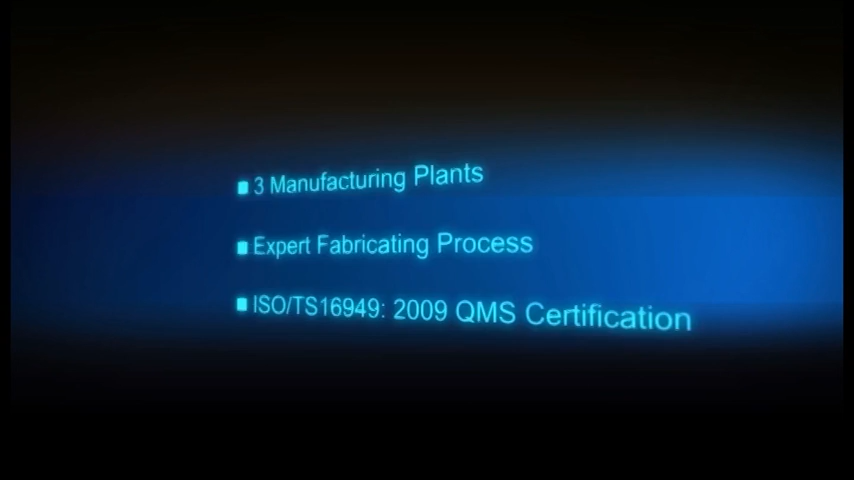 3 Manufacturing Plants
Expert Fabricating Process
ISO/TS16949: 2009 QMS Certification